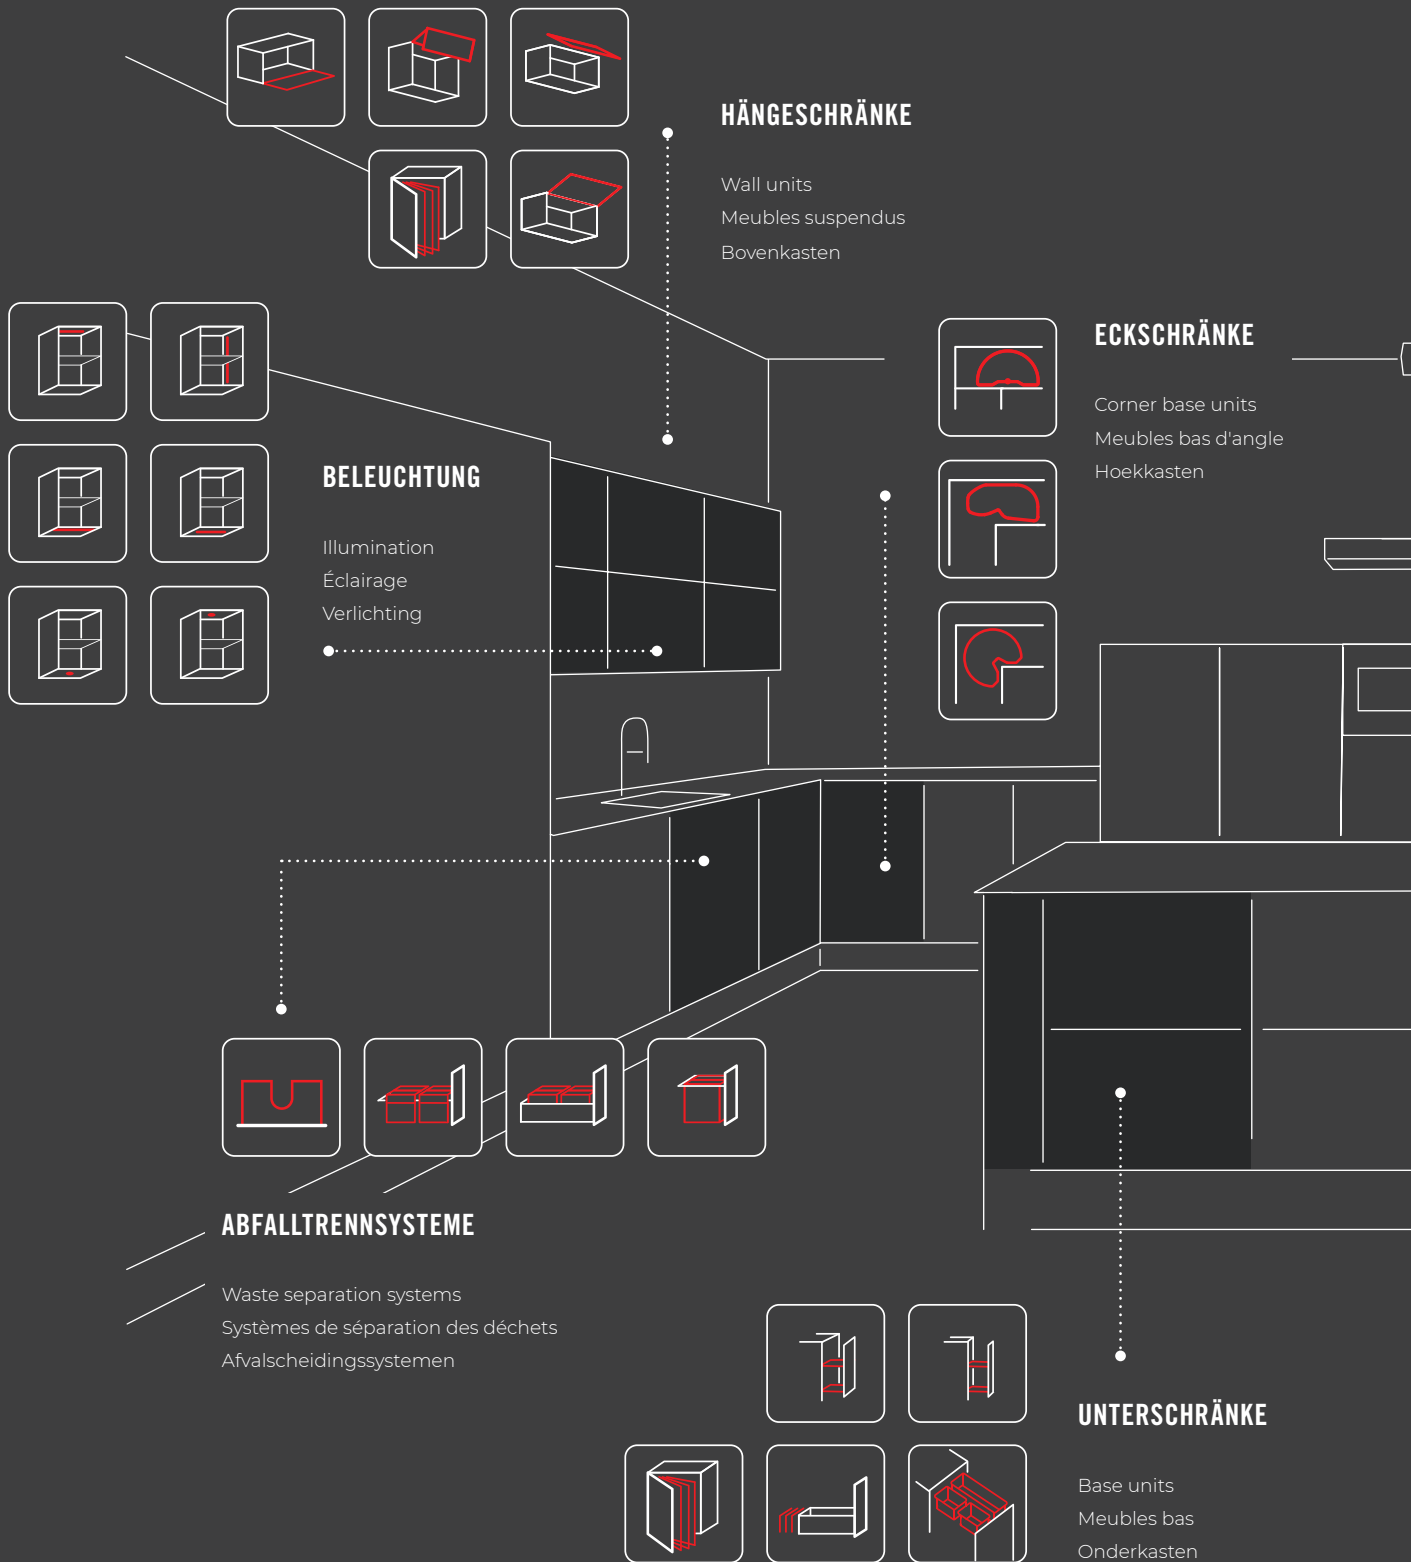 HÄNGESCHRÄNKE
Wall units
Meubles suspendus
Bovenkasten
ECKSCHRÄNKE
Corner base units
Meubles bas d'angle
Hoekkasten
BELEUCHTUNG
Illumination
Éclairage
Verlichting
ABFALLTRENNSYSTEME
Waste separation systems
Systèmes de séparation des déchets
Afvalscheidingssystemen
UNTERSCHRÄNKE
Base units
Meubles bas
Onderkasten